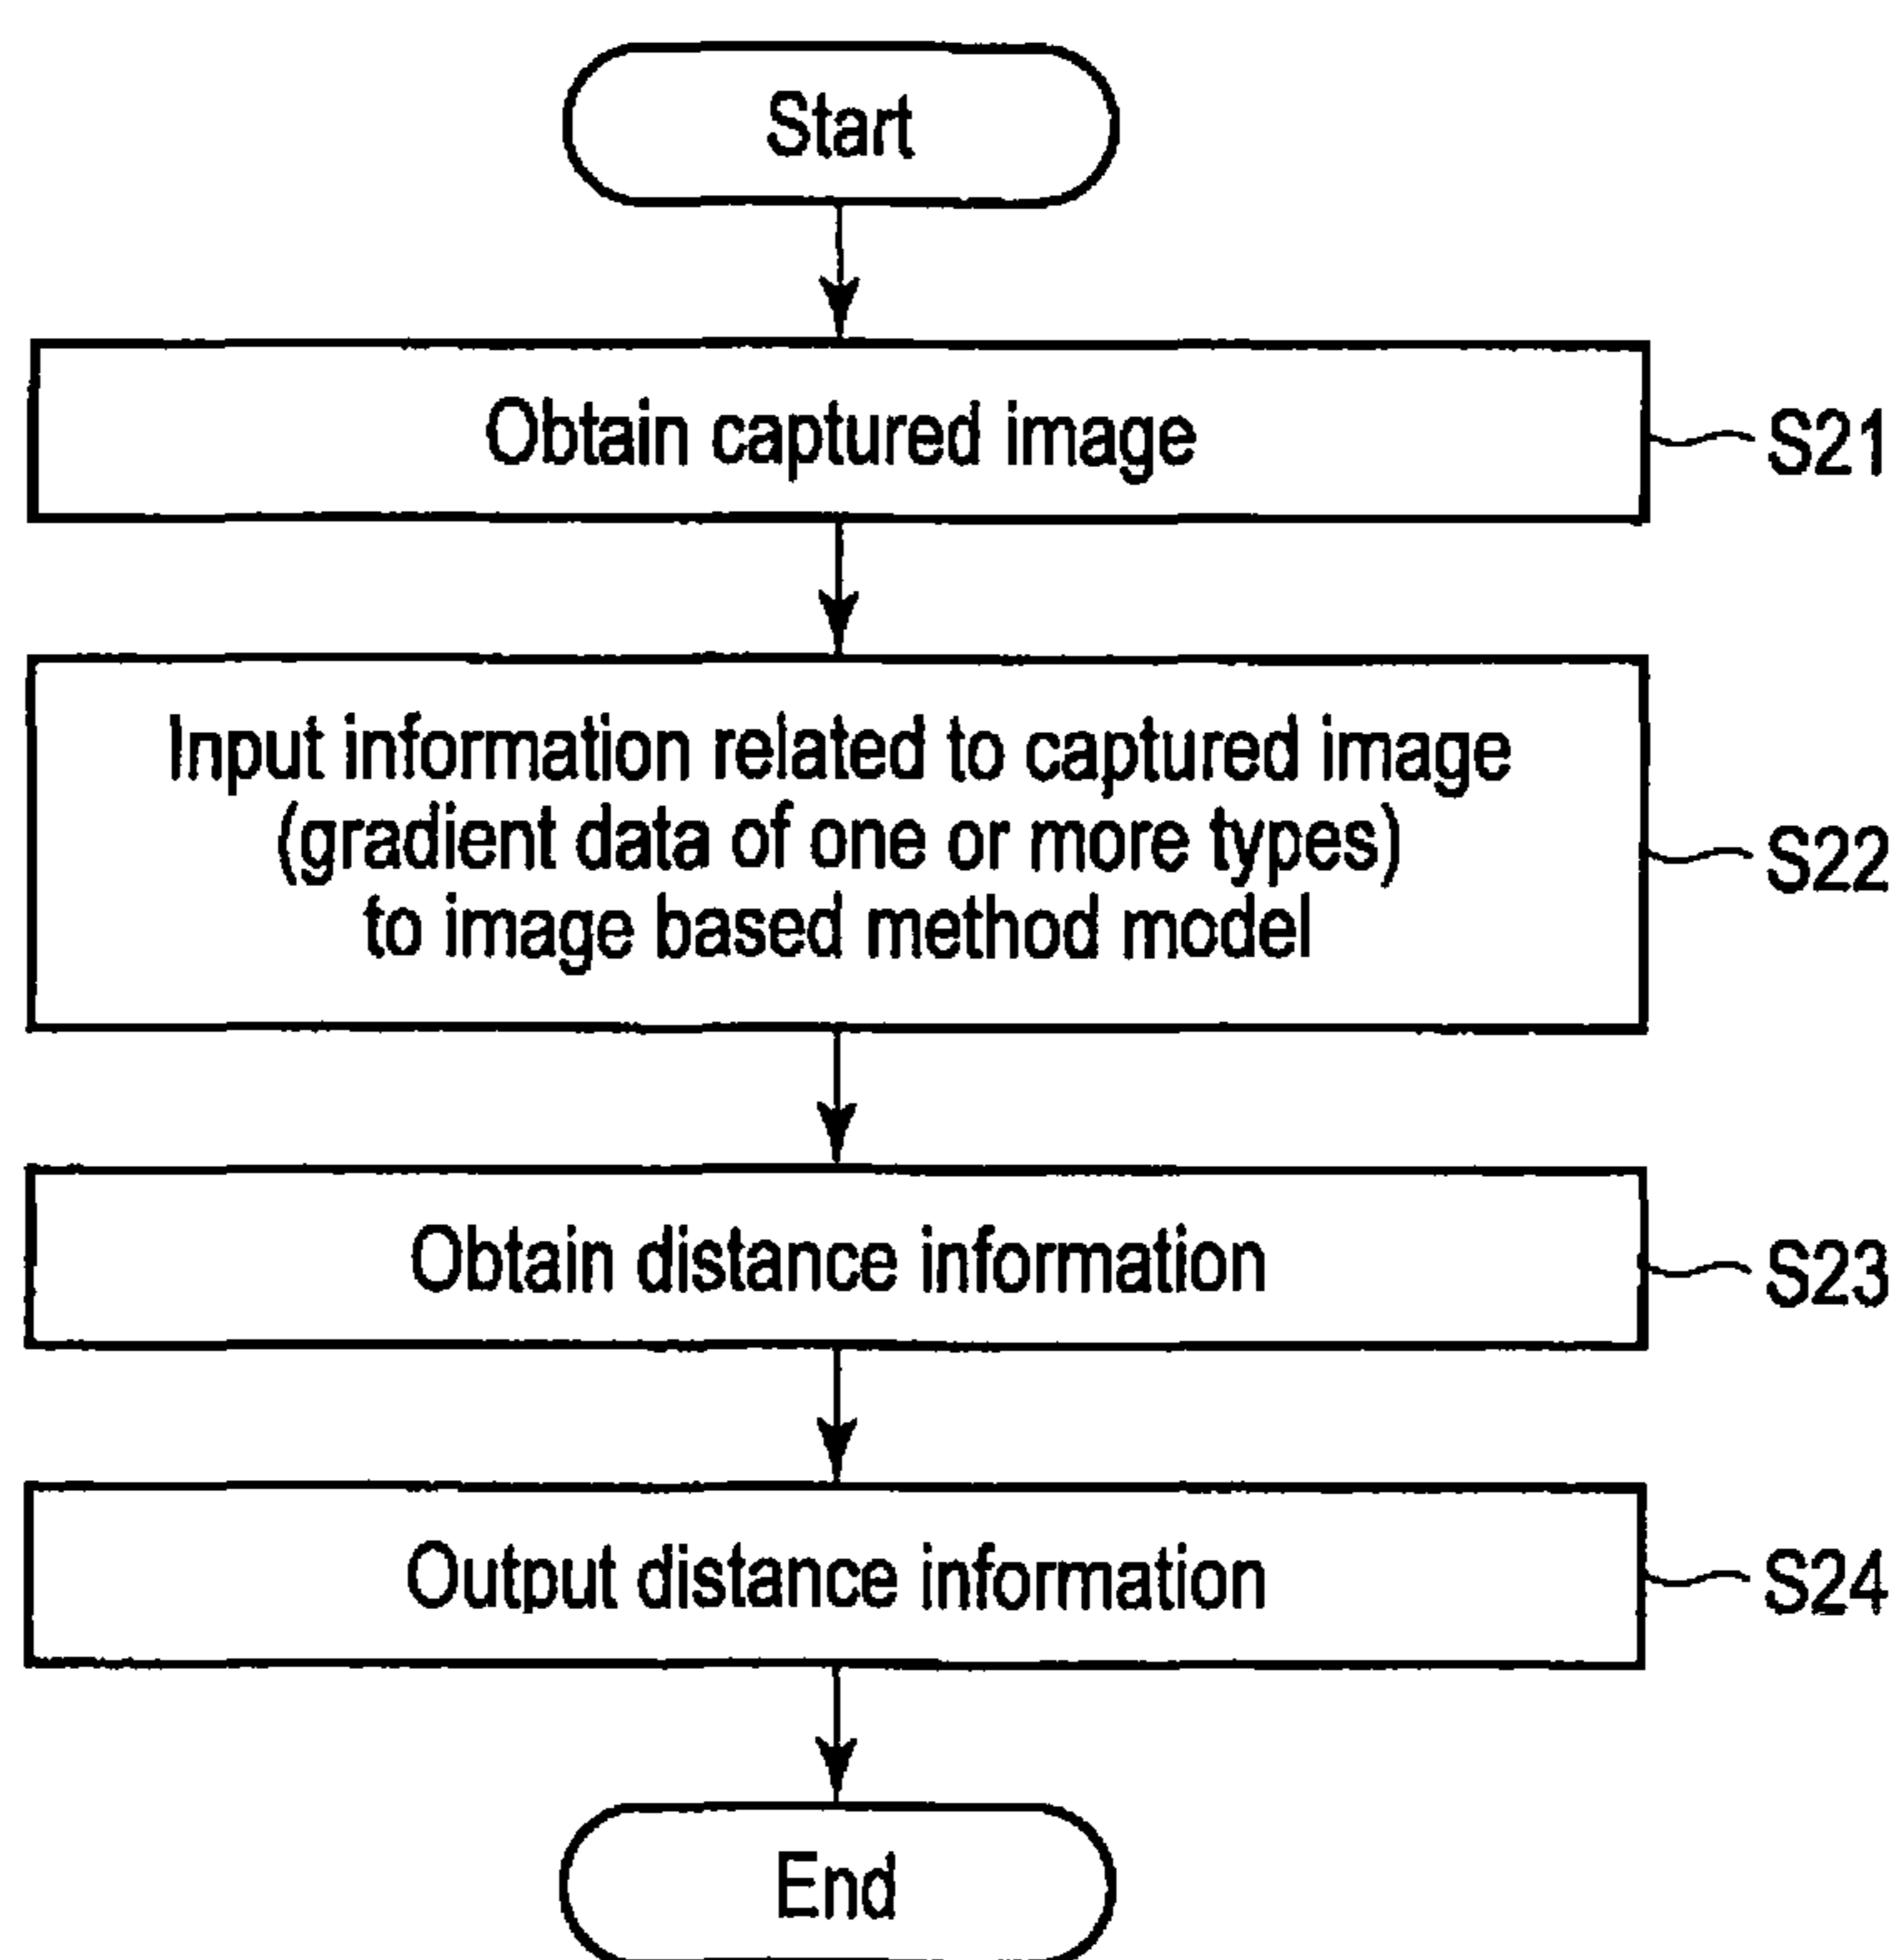 Start
Obtain captured image
S21
Input information related to captured image
(gradient data of one or more types)
to image based method model
S22
Obtain distance information
S23
Output distance information
S24
End